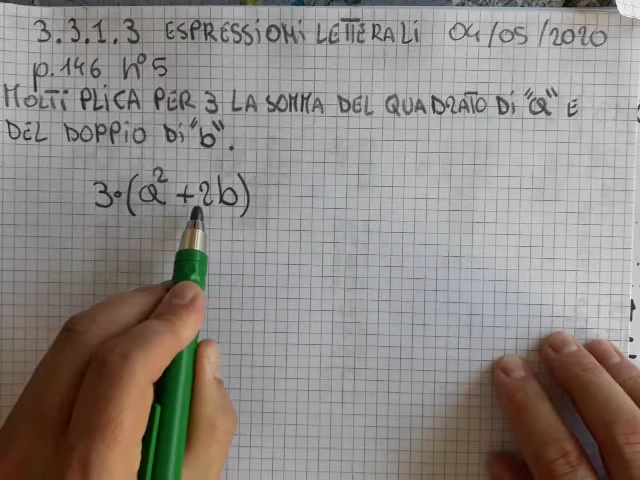 3.3.1.3 ESPRESSIONI LETTERALI 04/05/2020
p.146 n°5
MOLTIPLICA PER 3 LA SOMMA DEL QUADRATO DI "a" E
DEL DOPPIO DI "b".
3·(a²+2b)